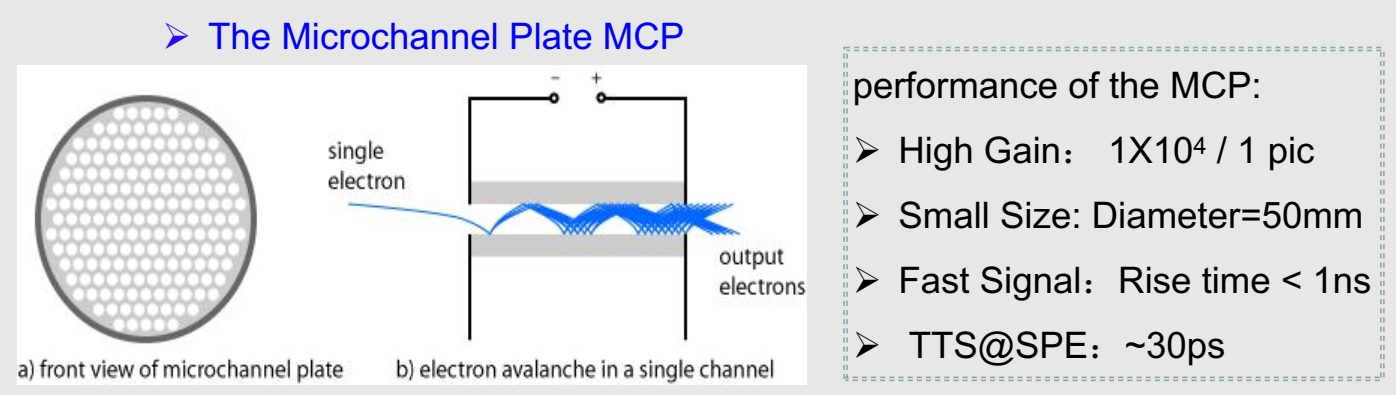 ➢ The Microchannel Plate MCP
single
electron
− +
output
electrons
a) front view of microchannel plate
b) electron avalanche in a single channel
performance of the MCP:
➢ High Gain： 1X10⁴ / 1 pic
➢ Small Size: Diameter=50mm
➢ Fast Signal：Rise time < 1ns
➢ TTS@SPE：~30ps